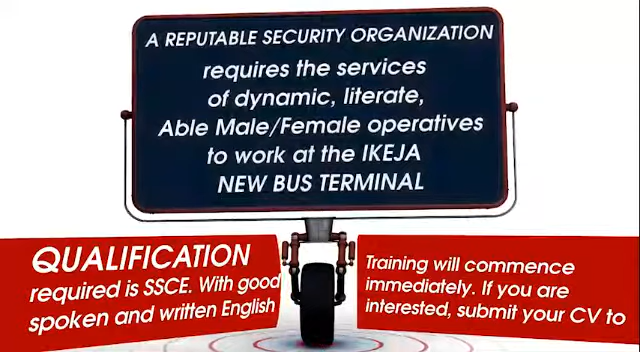 A REPUTABLE SECURITY ORGANIZATION
requires the services
of dynamic, literate,
Able Male/Female operatives
to work at the IKEJA
NEW BUS TERMINAL
QUALIFICATION
required is SSCE. With good
spoken and written English
Training will commence
immediately. If you are
interested, submit your CV to